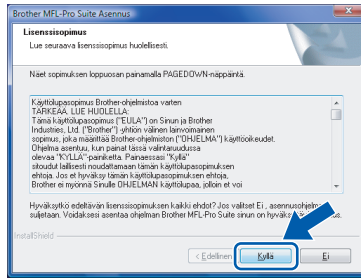 Brother MFL-Pro Suite Asennus
Lisenssisopimus
Lue seuraava lisenssisopimus huolellisesti.
Näet sopimuksen loppuosan painamalla PAGEDOWN-näppäintä.
Käyttölupasopimus Brother-ohjelmistoa varten
TÄRKEÄÄ. LUE HUOLELLA:
Tämä käyttölupasopimus ("EULA") on Sinun ja Brother
Industries, Ltd. ("Brother") -yhtiön välinen lainvoimainen
sopimus, joka määrittää Brother-ohjelmiston ("OHJELMA") käyttöoikeudet.
Ohjelma asentuu, kun painat tässä valintaruudussa
olevaa "KYLLÄ"-painiketta. Painaessasi "Kyllä"
sitoudut laillisesti noudattamaan tämän käyttölupasopimuksen
ehtoja. Jos et hyväksy tämän käyttölupasopimuksen ehtoja,
Brother ei myönnä Sinulle OHJELMAN käyttölupaa, jolloin et voi
Hyväksytkö edeltävän lisenssisopimuksen kaikki ehdot? Jos valitset Ei , asennusohjelma
suljetaan. Voidaksesi asentaa ohjelman Brother MFL-Pro Suite sinun on
InstallShield
< Edellinen Kyllä Ei